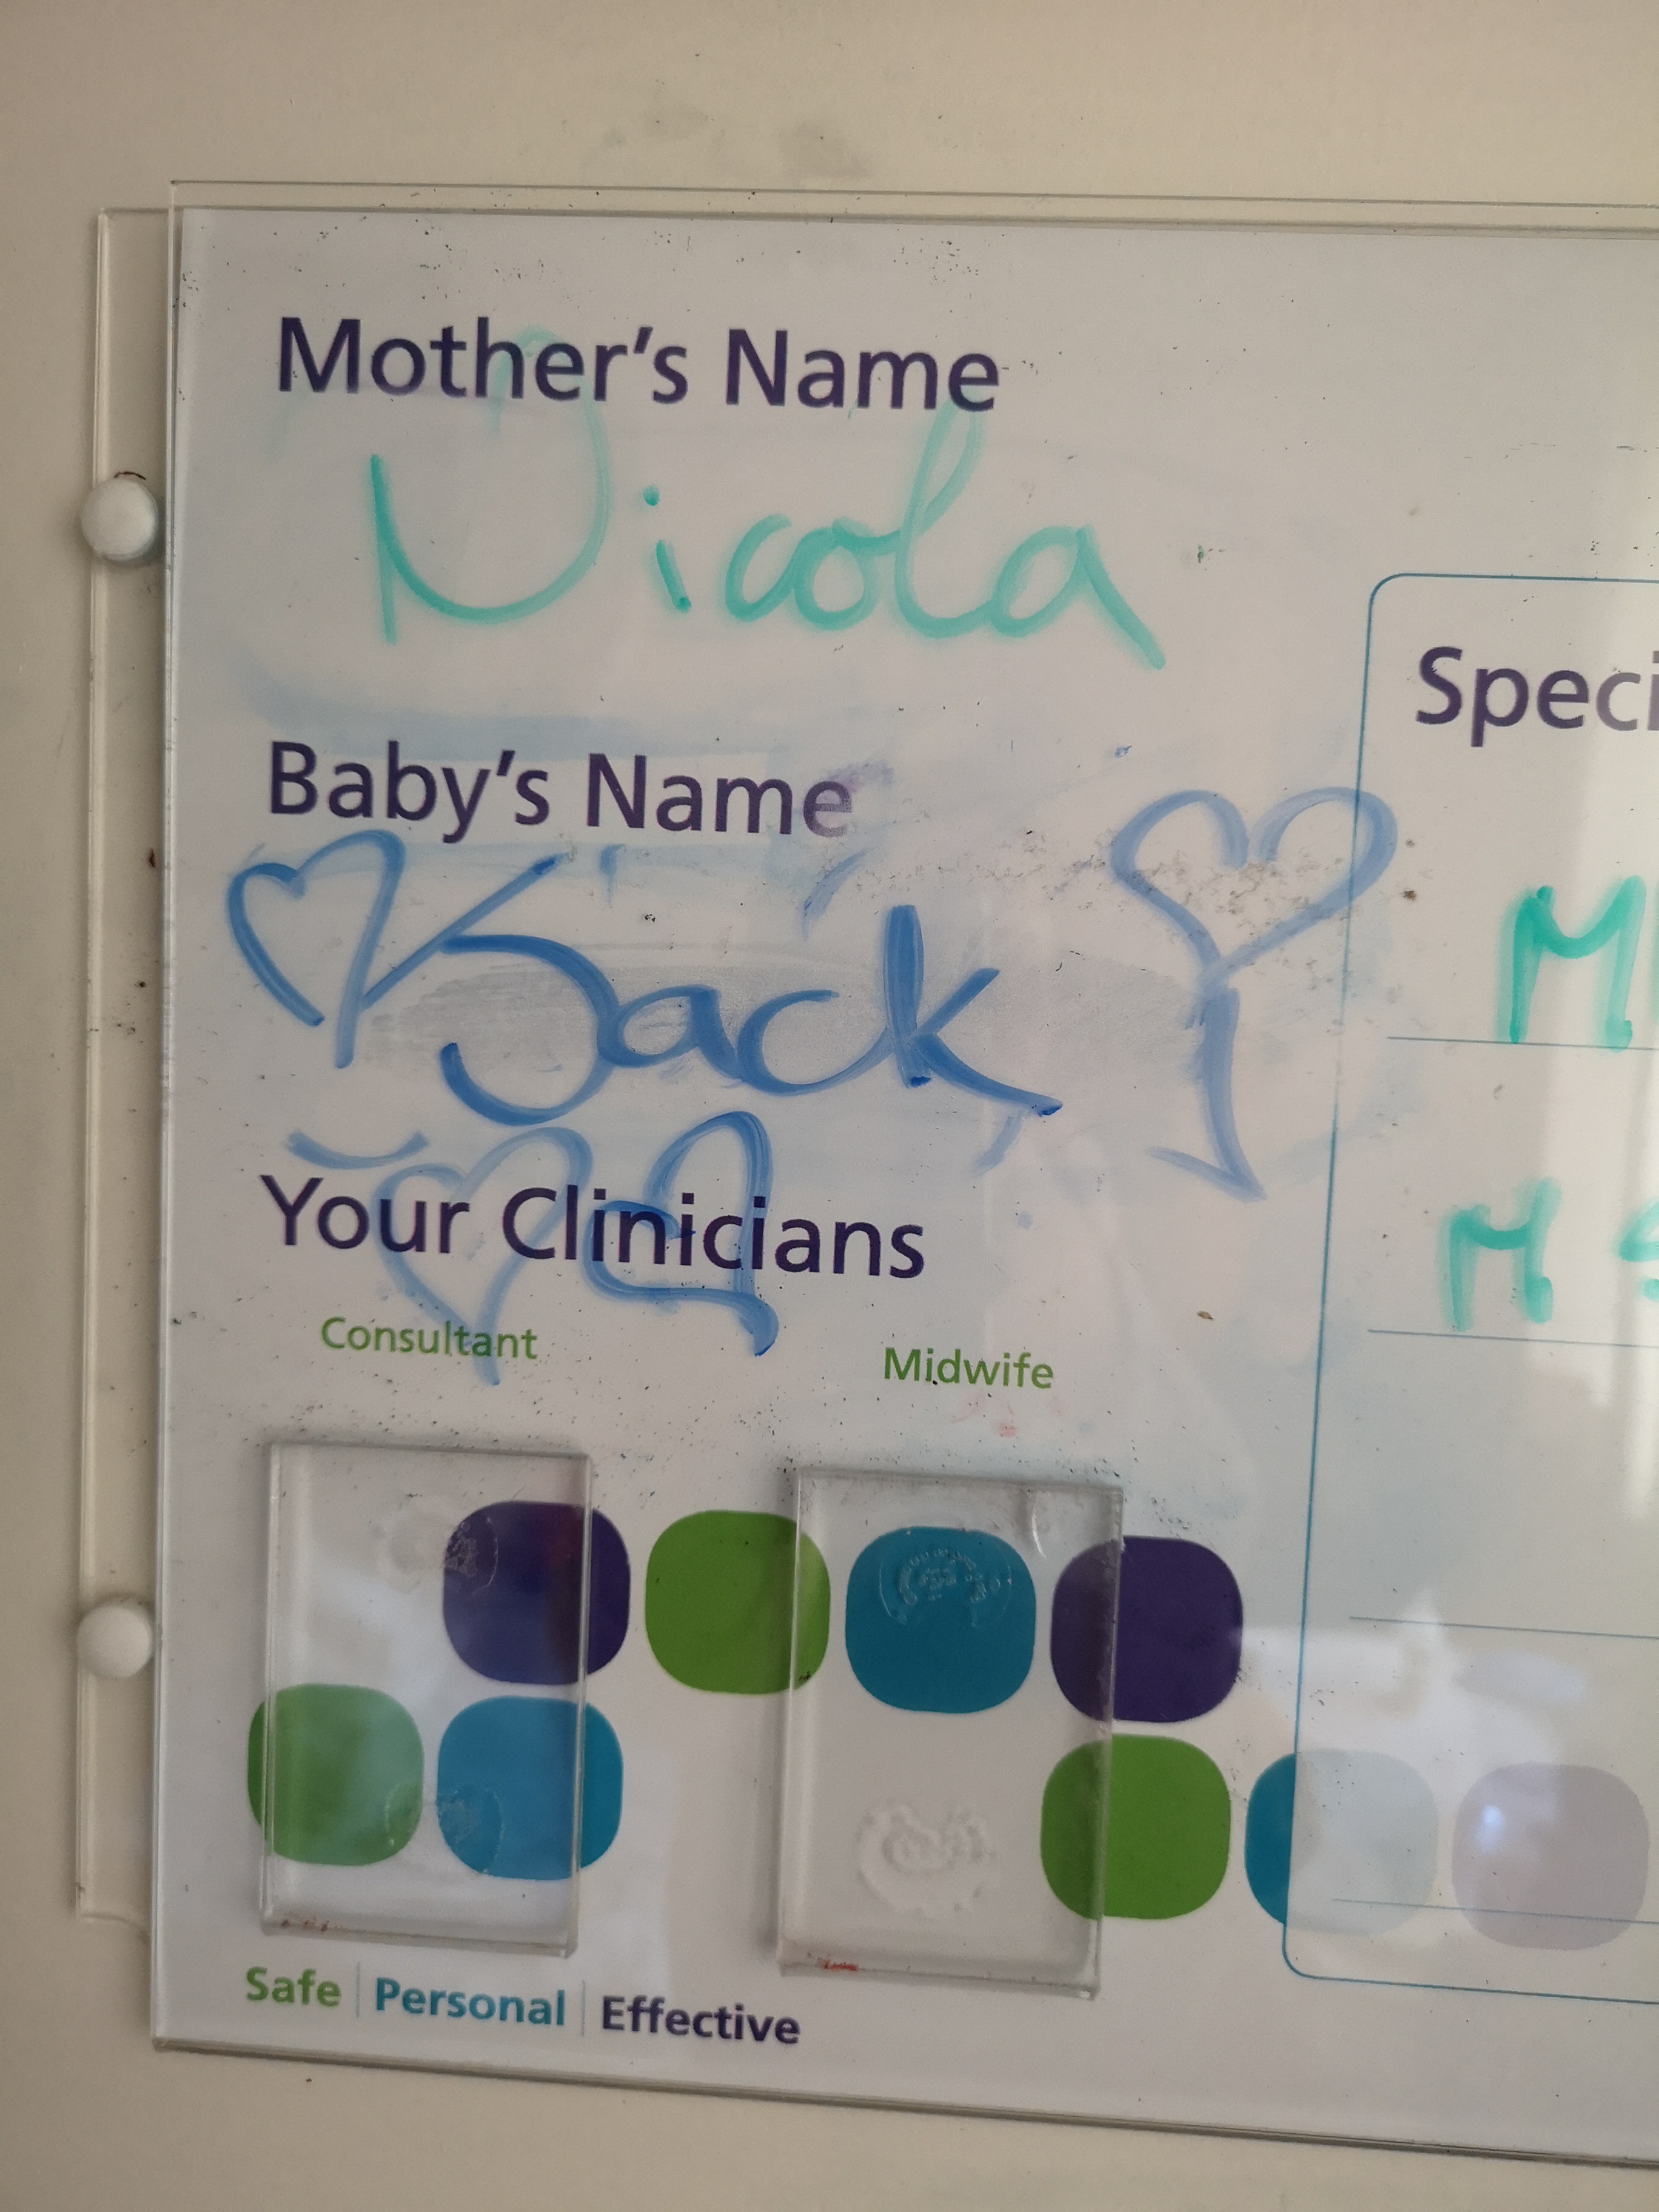 Mother's Name
Nicola
Baby's Name
Jack
Your Clinicians
Consultant
Midwife
Speci
M
M
Safe | Personal | Effective